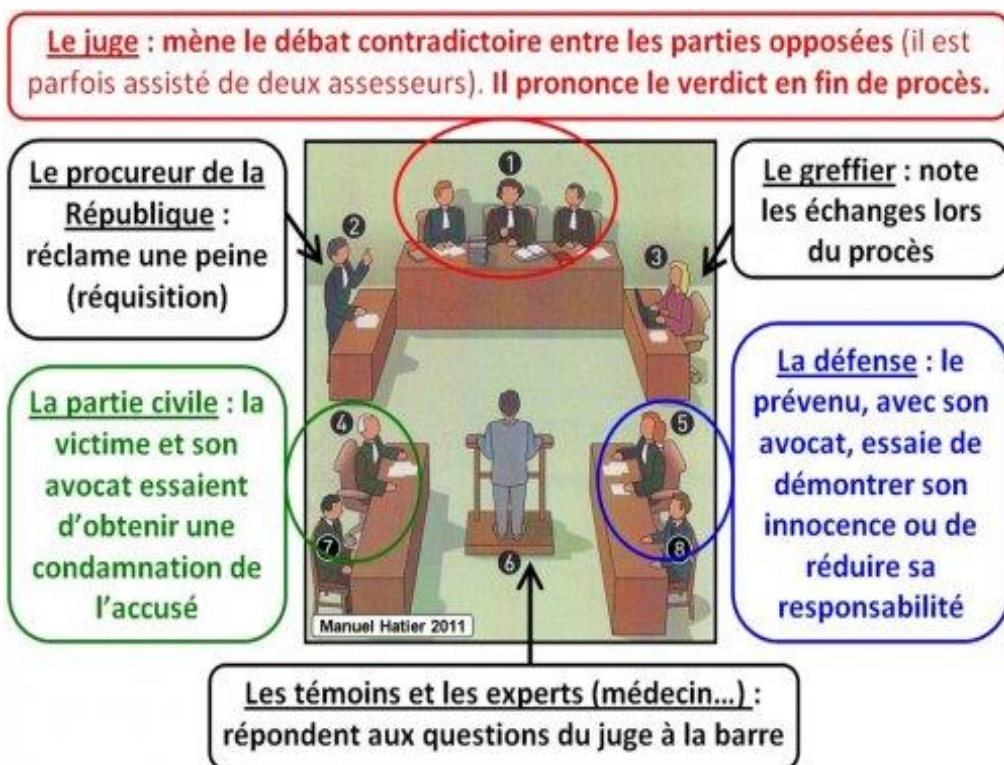 Le juge : mène le débat contradictoire entre les parties opposées (il est
parfois assisté de deux assesseurs). Il prononce le verdict en fin de procès.
Le procureur de la
République :
réclame une peine
(réquisition)
1
2
3
Le greffier : note
les échanges lors
du procès
La partie civile : la
victime et son
avocat essaient
d'obtenir une
condamnation de
l'accusé
4
5
7
6
8
Manuel Hatier 2011
La défense : le
prévenu, avec son
avocat, essaie de
démontrer son
innocence ou de
réduire sa
responsabilité
Les témoins et les experts (médecin...) :
répondent aux questions du juge à la barre